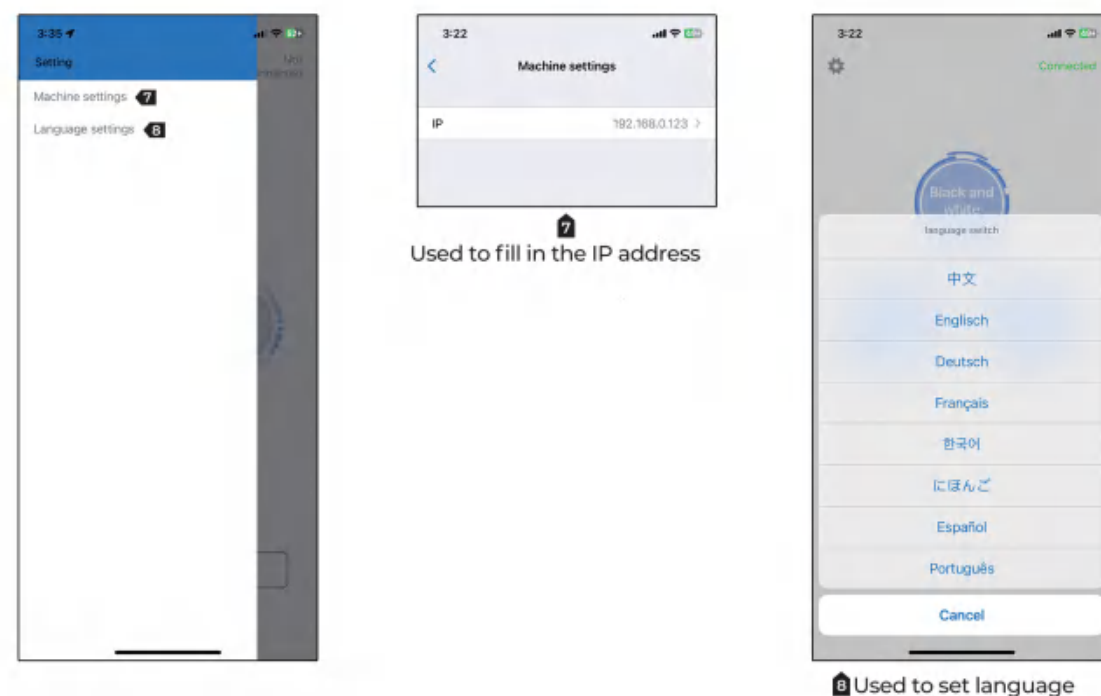 3:35
Setting
Not
Machine settings 7
Language settings 8
3:22
Machine settings
IP 192.168.0.123
7
Used to fill in the IP address
3:22
Connected
Black and
white
language switch
中文
Englisch
Deutsch
Français
한국어
にほんご
Español
Português
Cancel
8 Used to set language